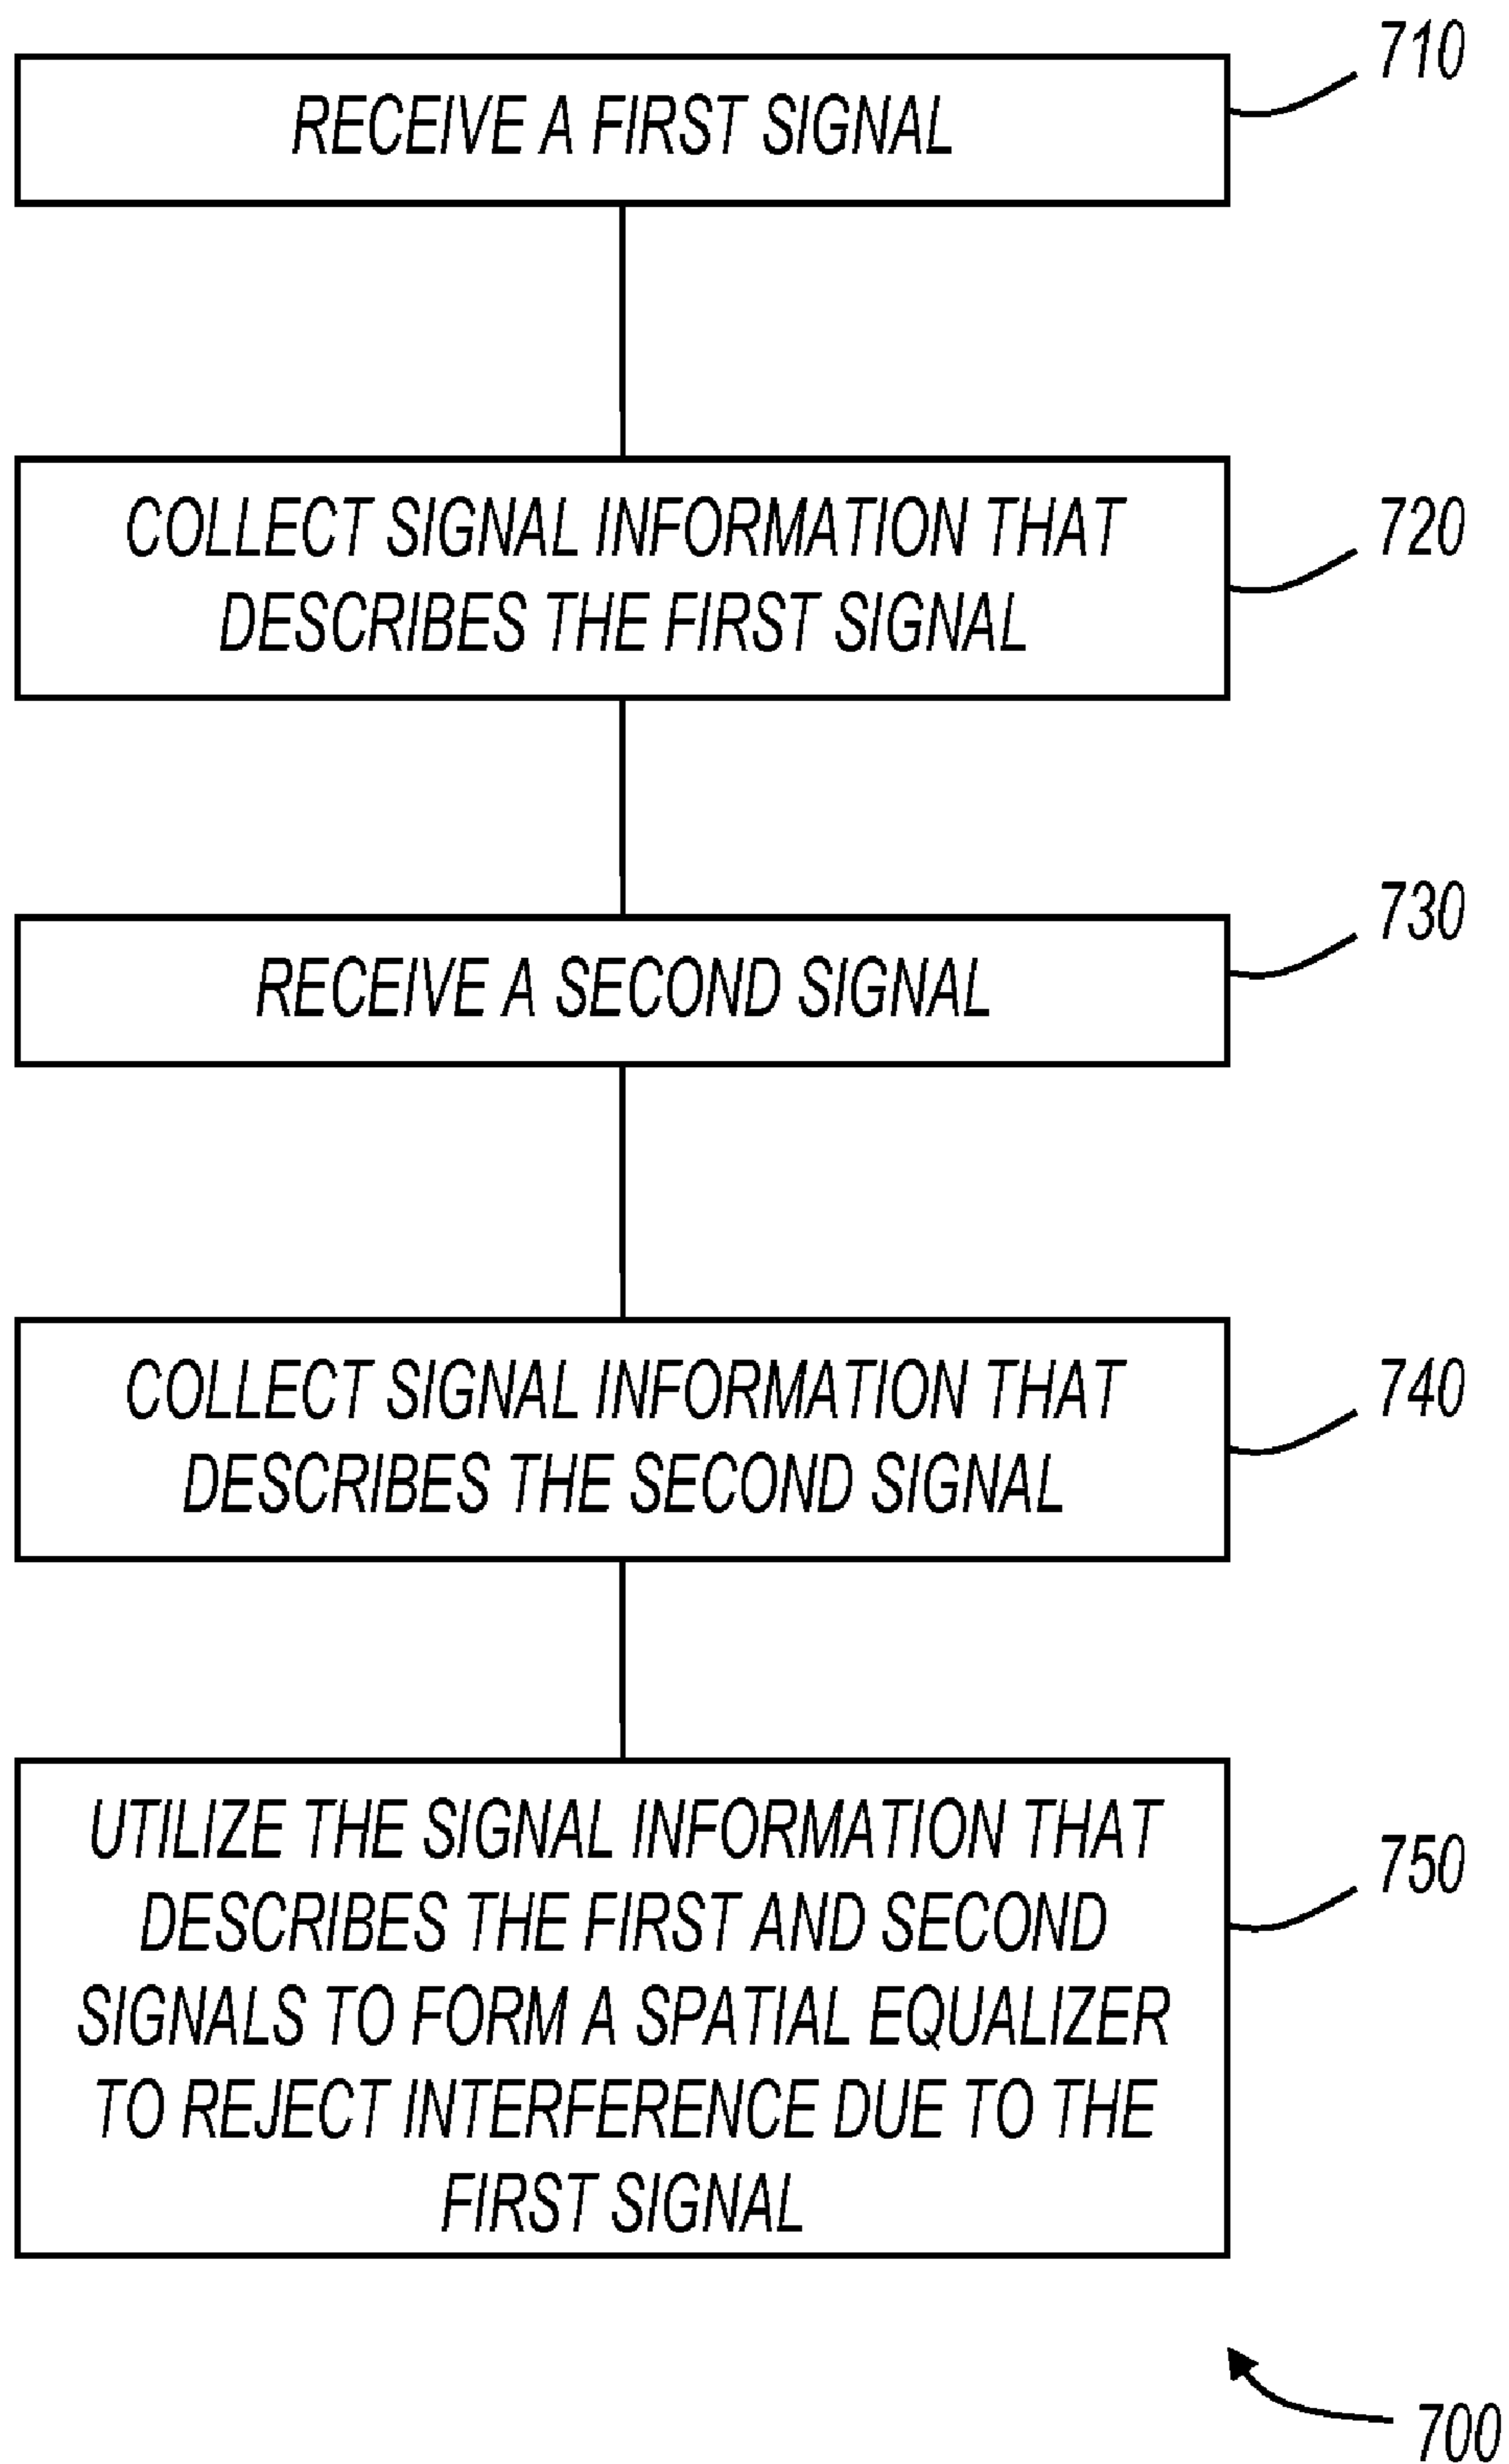 710
RECEIVE A FIRST SIGNAL
COLLECT SIGNAL INFORMATION THAT
DESCRIBES THE FIRST SIGNAL
720
RECEIVE A SECOND SIGNAL
730
COLLECT SIGNAL INFORMATION THAT
DESCRIBES THE SECOND SIGNAL
740
UTILIZE THE SIGNAL INFORMATION THAT
DESCRIBES THE FIRST AND SECOND
SIGNALS TO FORM A SPATIAL EQUALIZER
TO REJECT INTERFERENCE DUE TO THE
FIRST SIGNAL
750
700